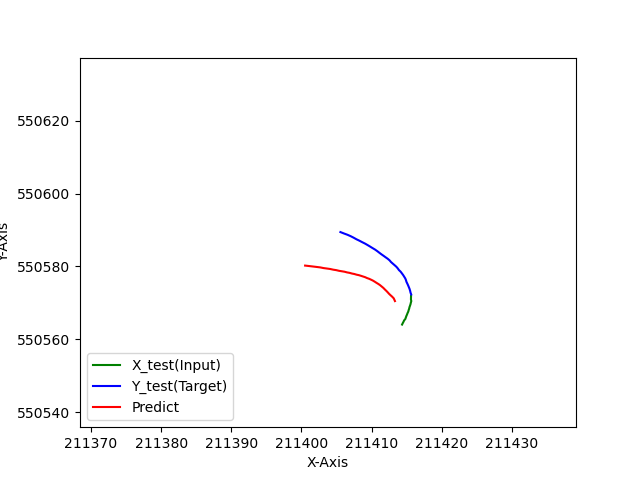 Y-Axis
550620
550600
550580
550560
550540
X_test(Input)
Y_test(Target)
Predict
211370 211380 211390 211400 211410 211420 211430
X-Axis